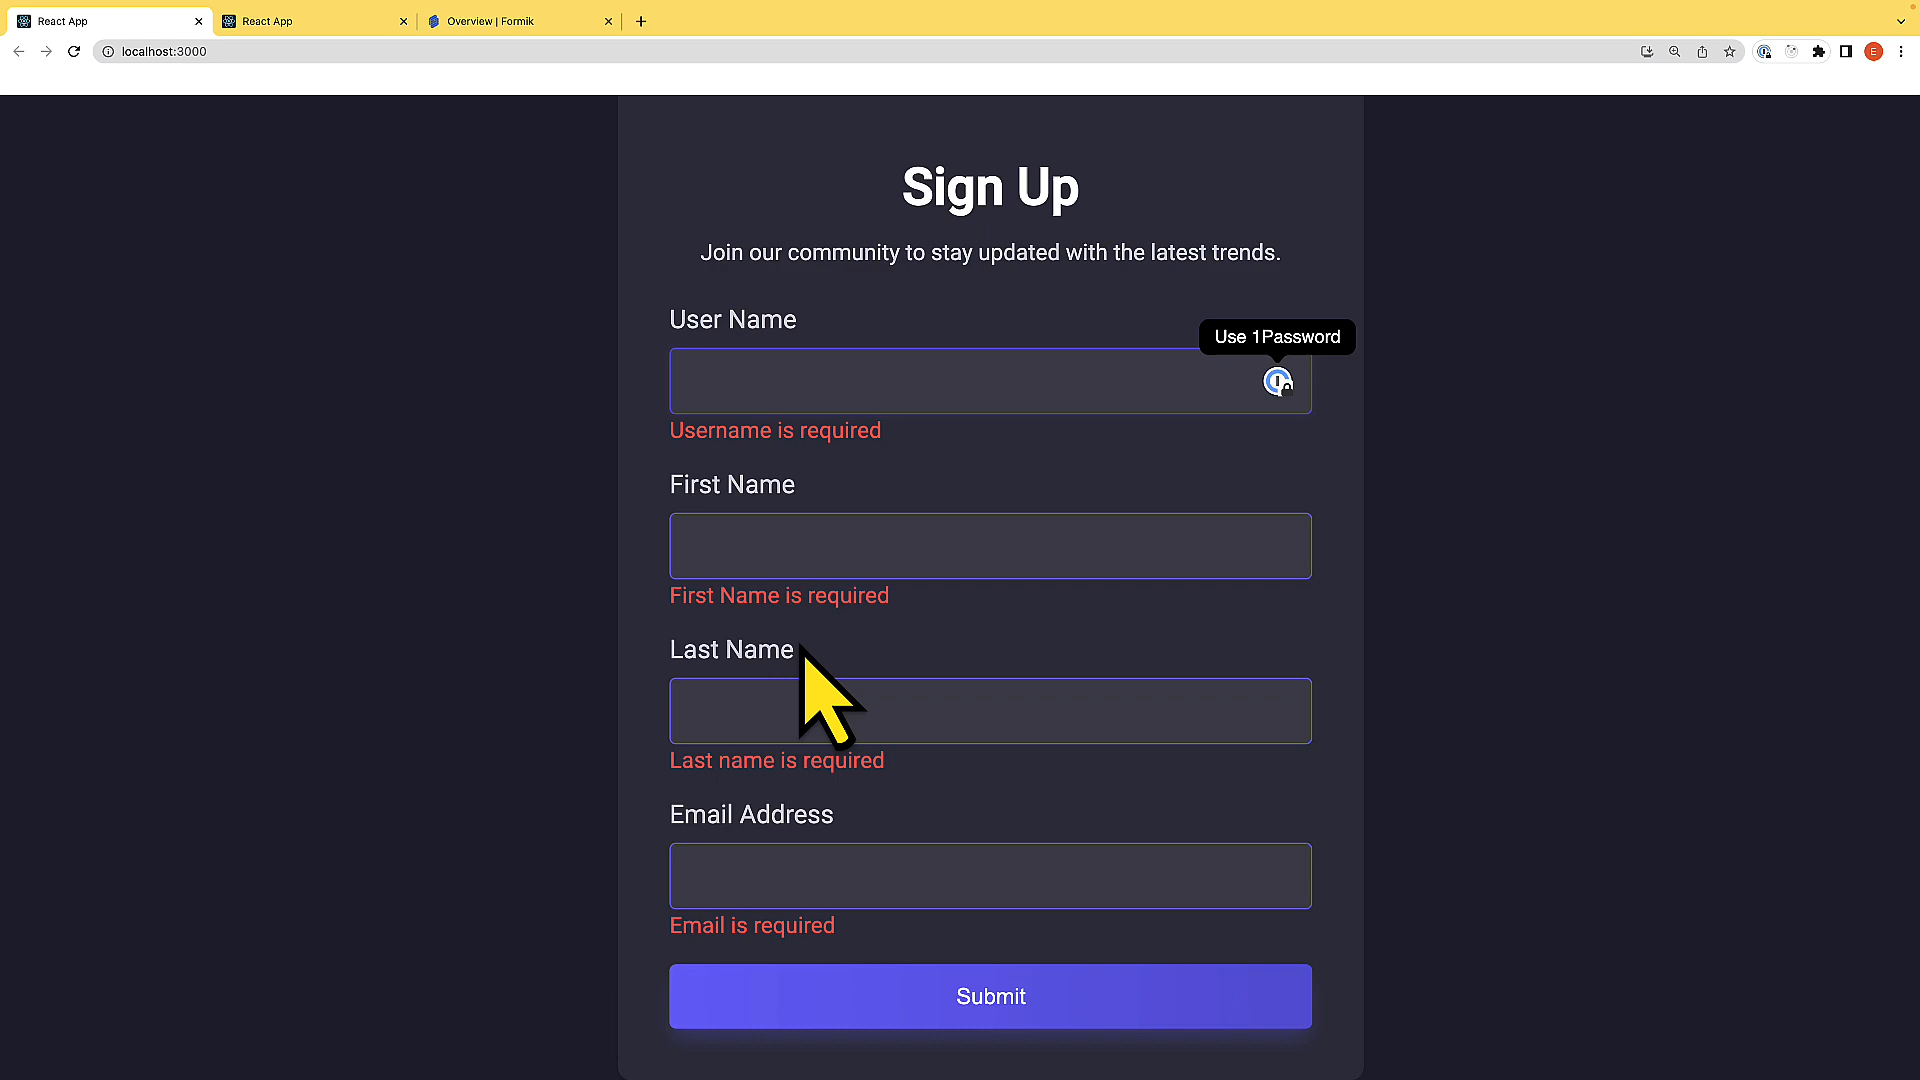 React App
React App
Overview | Formik
localhost:3000
E
Sign Up
Join our community to stay updated with the latest trends.
User Name
Use 1Password
Username is required
First Name
First Name is required
Last Name
Last name is required
Email Address
Email is required
Submit